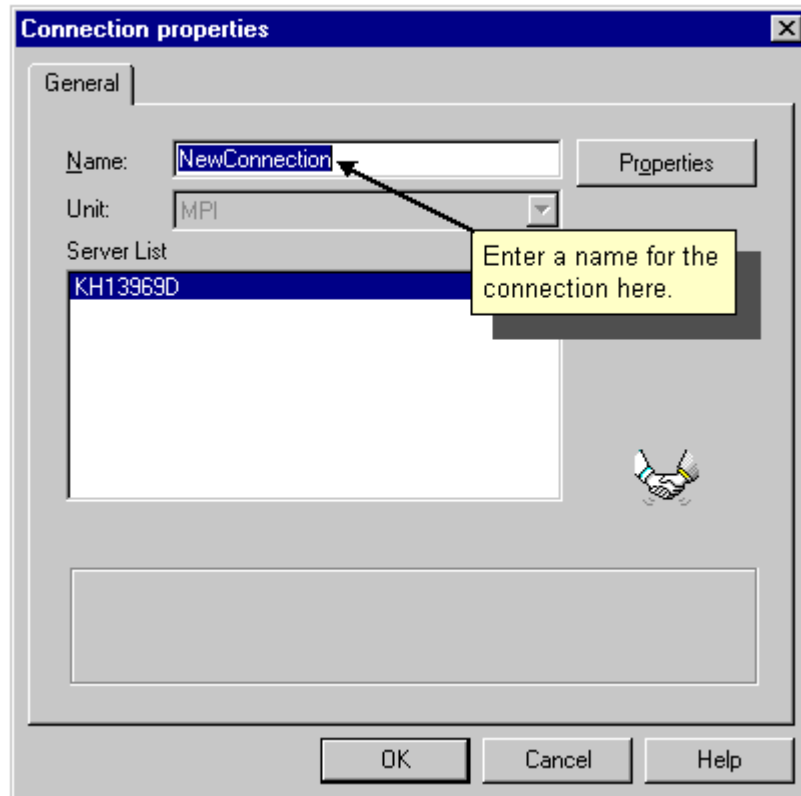 Connection properties
General
Name: NewConnection Properties
Unit: MPI
Server List
KH13969D
Enter a name for the
connection here.
OK Cancel Help